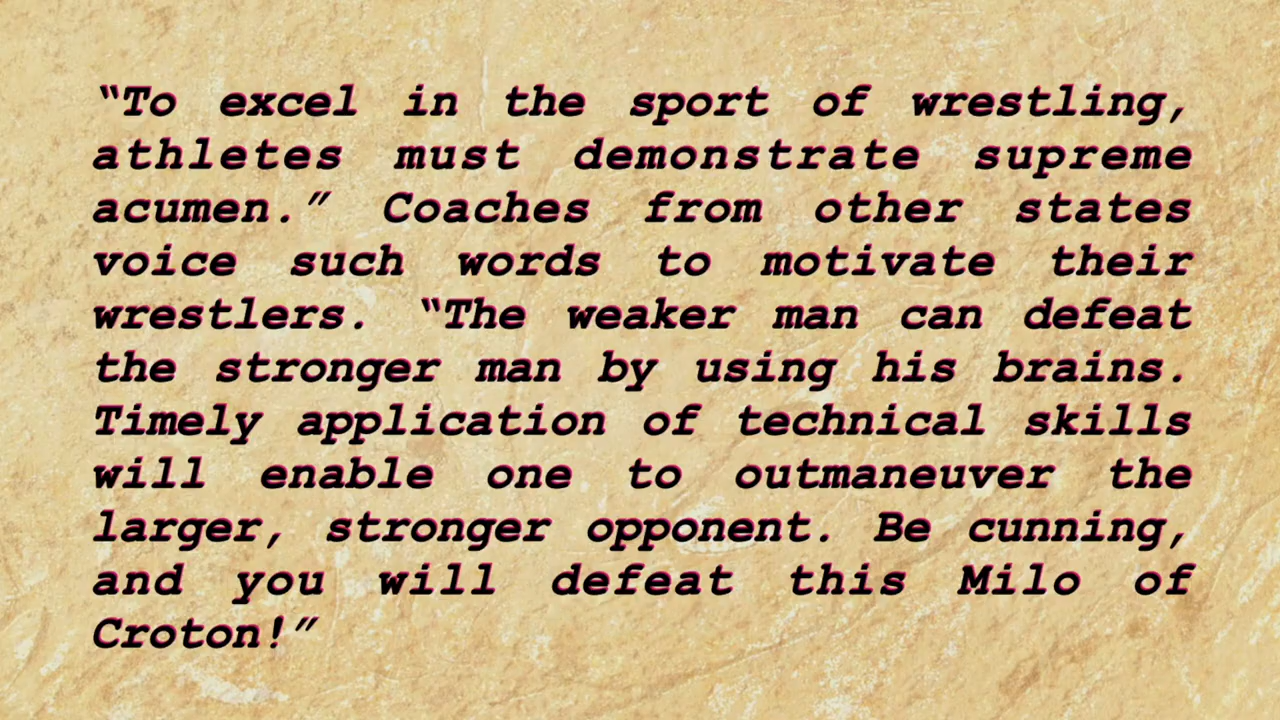 “To excel in the sport of wrestling,
athletes must demonstrate supreme
acumen.” Coaches from other states
voice such words to motivate their
wrestlers. “The weaker man can defeat
the stronger man by using his brains.
Timely application of technical skills
will enable one to outmaneuver the
larger, stronger opponent. Be cunning,
and you will defeat this Milo of
Croton!”